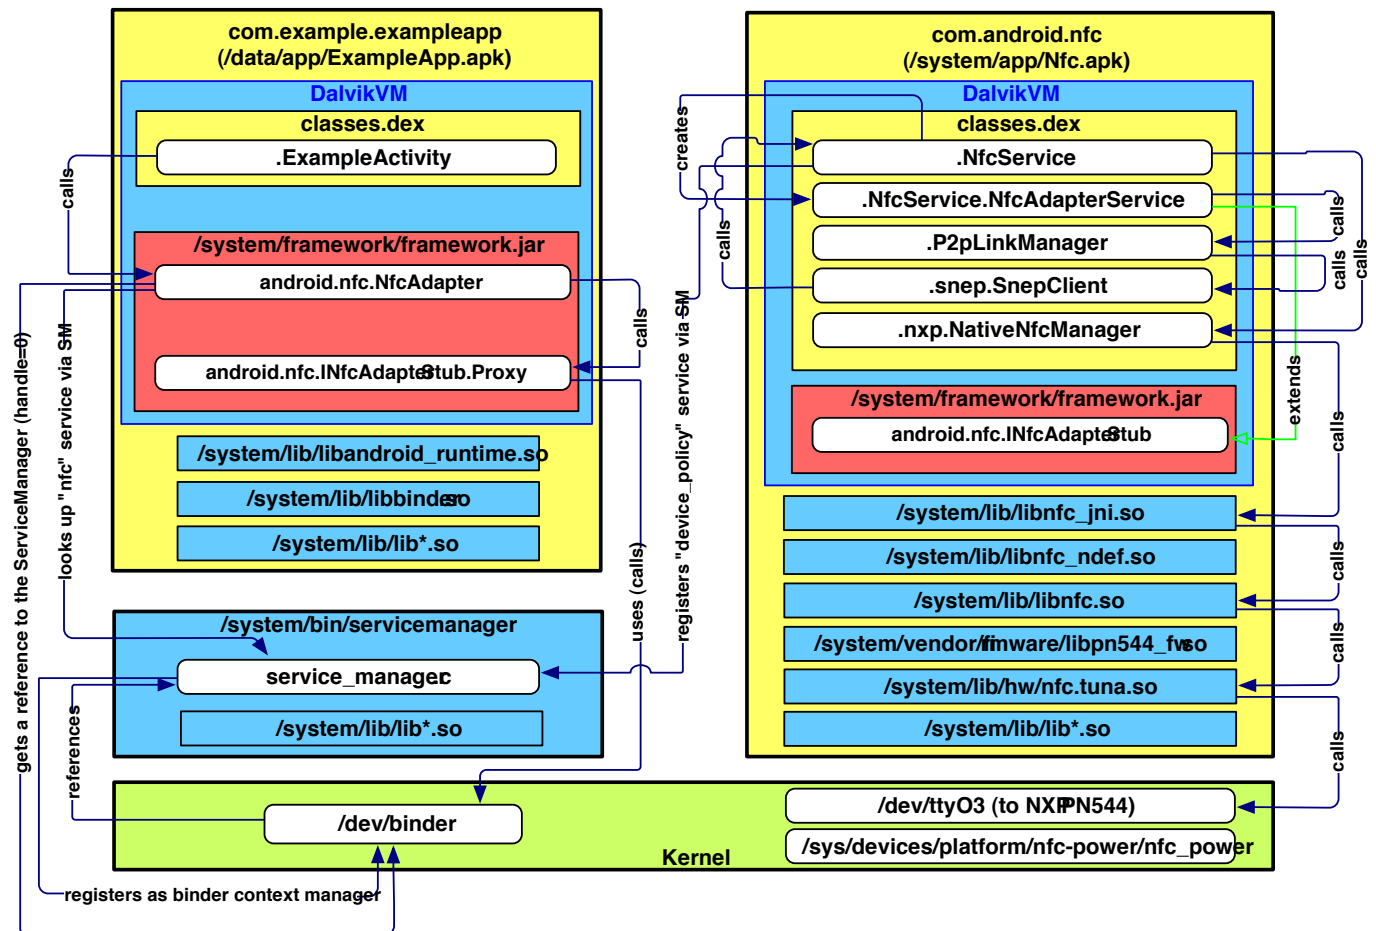 com.example.exampleapp
(/data/app/ExampleApp.apk)
DalvikVM
classes.dex
.ExampleActivity
calls
/system/framework/framework.jar
android.nfc.NfcAdapter
calls
android.nfc.INfcAdapterStub.Proxy
/system/lib/libandroid_runtime.so
/system/lib/libbinder.so
/system/lib/lib*.so
gets a reference to the ServiceManager (handle=0)
looks up "nfc" service via SM
uses (calls)
registers "device_policy" service via SM
/system/bin/servicemanager
service_manager.c
/system/lib/lib*.so
references
/dev/binder
Kernel
registers as binder context manager
com.android.nfc
(/system/app/Nfc.apk)
DalvikVM
classes.dex
creates
.NfcService
.NfcService.NfcAdapterService
.P2pLinkManager
.snep.SnepClient
.nxp.NativeNfcManager
calls
calls
calls
calls
/system/framework/framework.jar
android.nfc.INfcAdapterStub
extends
calls
/system/lib/libnfc_jni.so
/system/lib/libnfc_ndef.so
calls
/system/lib/libnfc.so
/system/vendor/firmware/libpn544_fw.so
calls
/system/lib/hw/nfc.tuna.so
/system/lib/lib*.so
calls
/dev/ttyO3 (to NXP PN544)
/sys/devices/platform/nfc-power/nfc_power